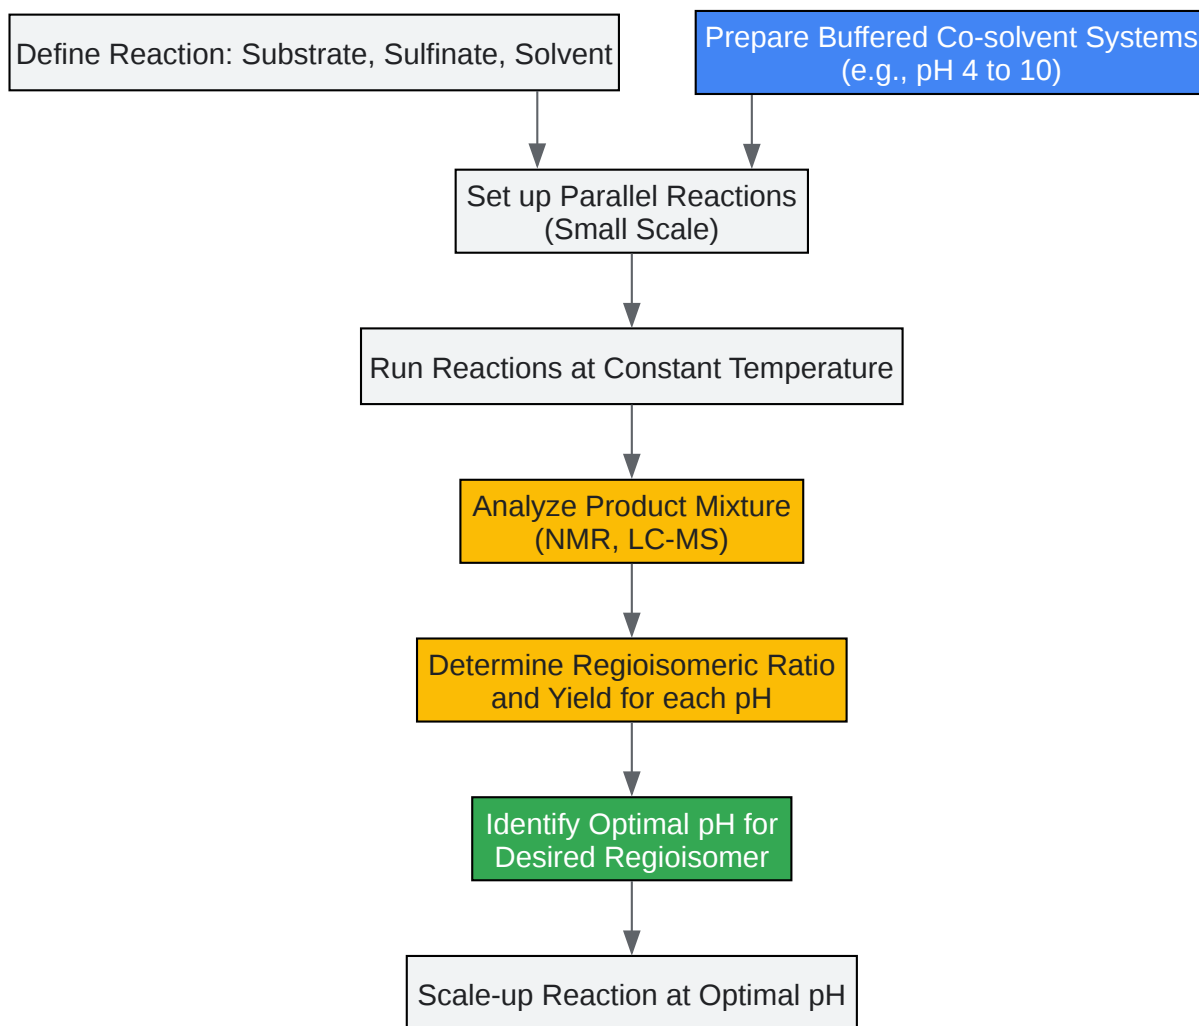 Define Reaction: Substrate, Sulfinate, Solvent
Prepare Buffered Co-solvent Systems
(e.g., pH 4 to 10)
Set up Parallel Reactions
(Small Scale)
Run Reactions at Constant Temperature
Analyze Product Mixture
(NMR, LC-MS)
Determine Regioisomeric Ratio
and Yield for each pH
Identify Optimal pH for
Desired Regioisomer
Scale-up Reaction at Optimal pH